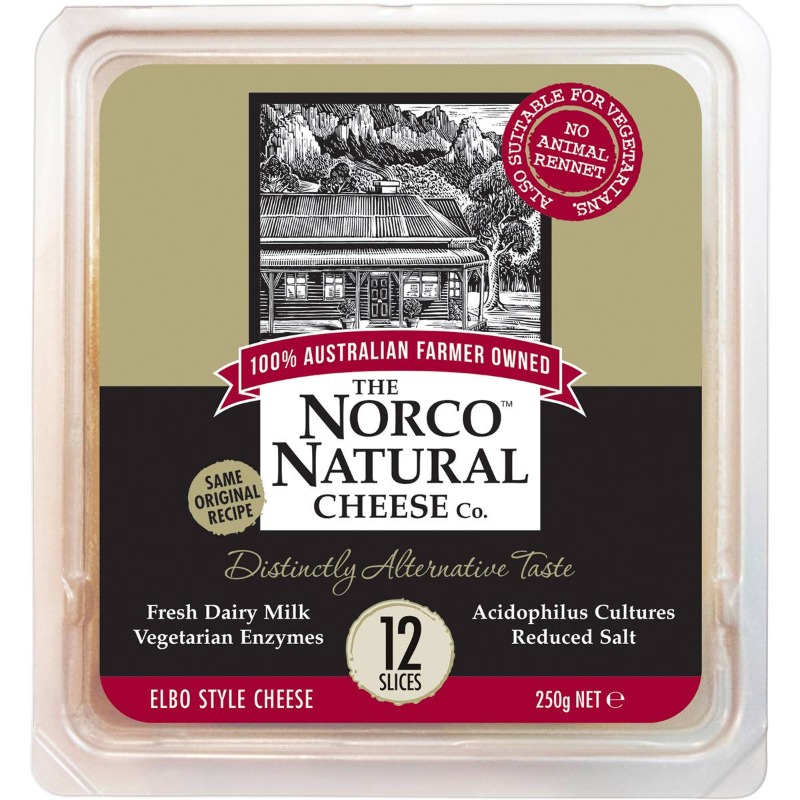 ALSO SUITABLE FOR VEGETARIANS.
NO
ANIMAL
RENNET
100% AUSTRALIAN FARMER OWNED
THE
NORCO™
NATURAL
CHEESE Co.
SAME
ORIGINAL
RECIPE
Distinctly Alternative Taste
Fresh Dairy Milk
Vegetarian Enzymes
12
SLICES
Acidophilus Cultures
Reduced Salt
ELBO STYLE CHEESE
250g NET ℮